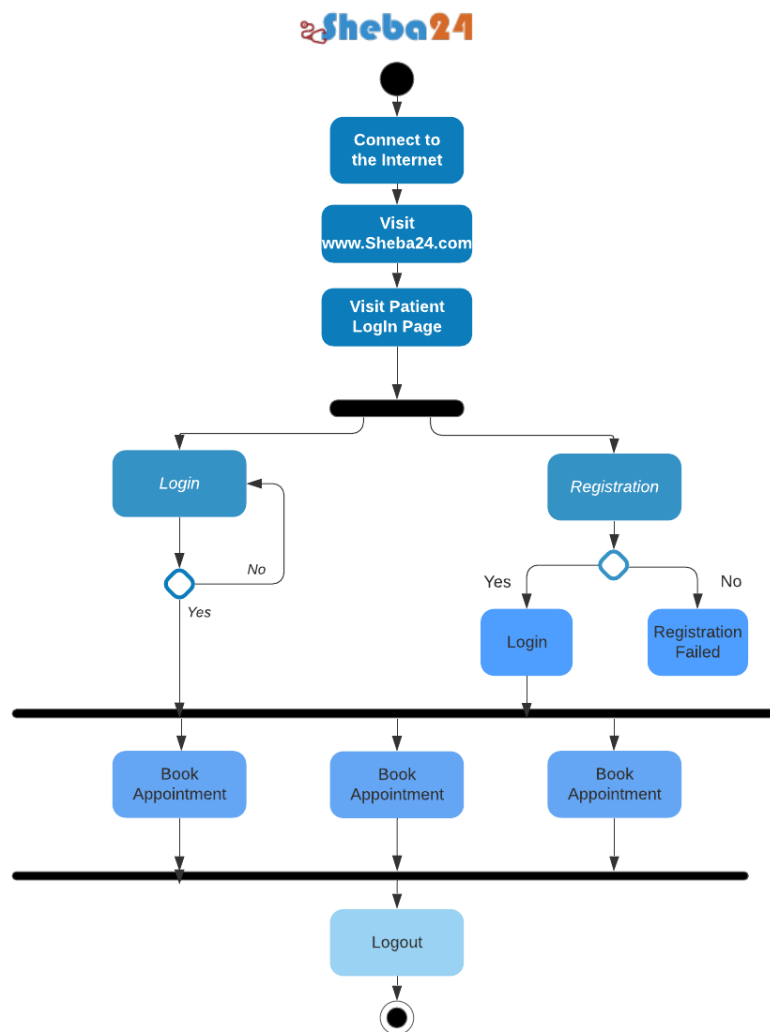 Sheba24
Connect to
the Internet
Visit
www.Sheba24.com
Visit Patient
LogIn Page
Login
Registration
No
Yes
Yes
No
Login
Registration
Failed
Book
Appointment
Book
Appointment
Book
Appointment
Logout